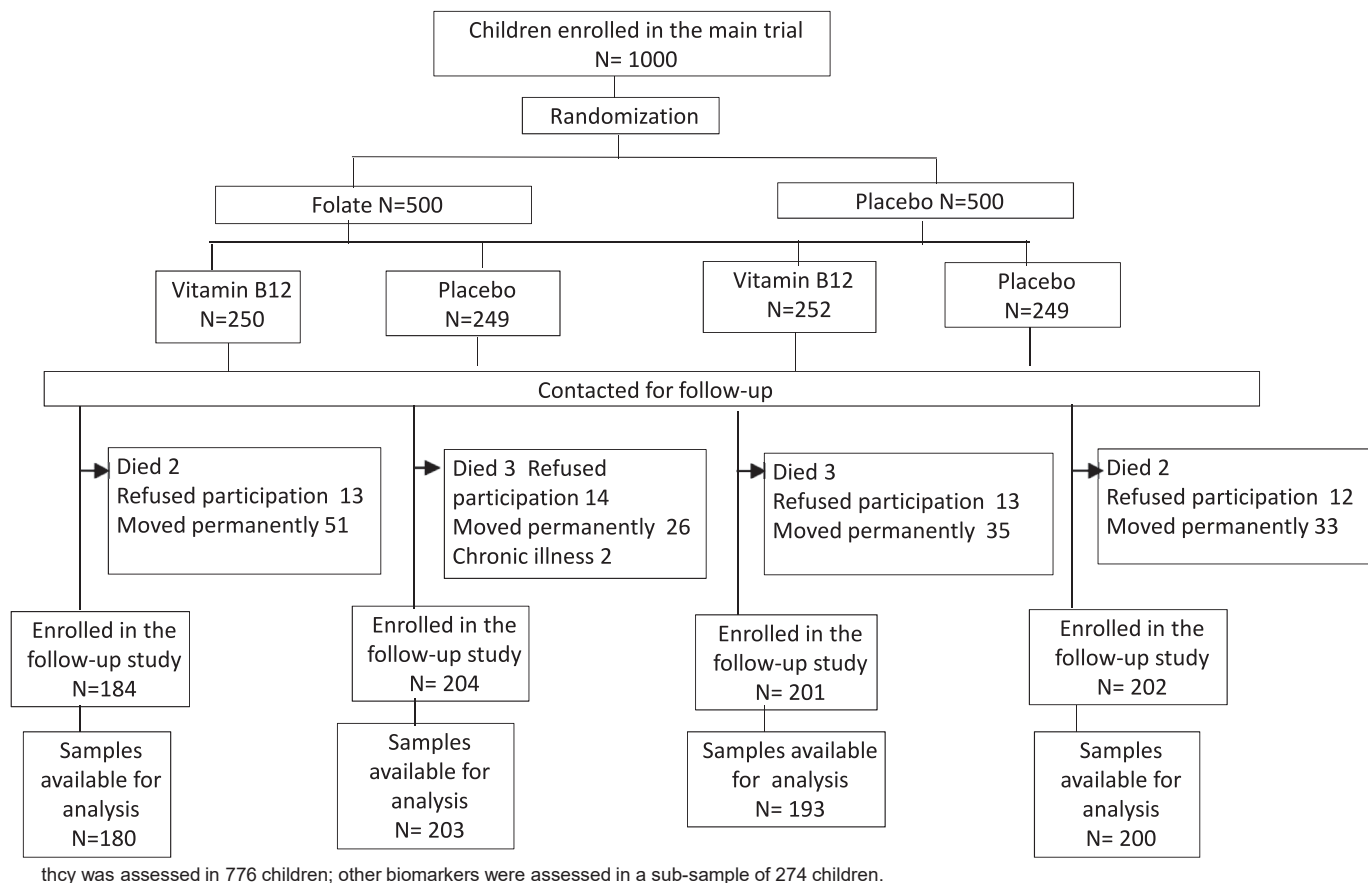 Children enrolled in the main trial
N= 1000
Randomization
Folate N=500
Placebo N=500
Vitamin B12
N=250
Placebo
N=249
Vitamin B12
N=252
Placebo
N=249
Contacted for follow-up
Died 2
Refused participation 13
Moved permanently 51
Died 3 Refused
participation 14
Moved permanently 26
Chronic illness 2
Died 3
Refused participation 13
Moved permanently 35
Died 2
Refused participation 12
Moved permanently 33
Enrolled in the
follow-up study
N=184
Enrolled in the
follow-up study
N= 204
Enrolled in the
follow-up study
N= 201
Enrolled in the
follow-up study
N= 202
Samples
available for
analysis
N=180
Samples
available for
analysis
N= 203
Samples available
for analysis
N= 193
Samples
available for
analysis
N= 200
thcy was assessed in 776 children; other biomarkers were assessed in a sub-sample of 274 children.